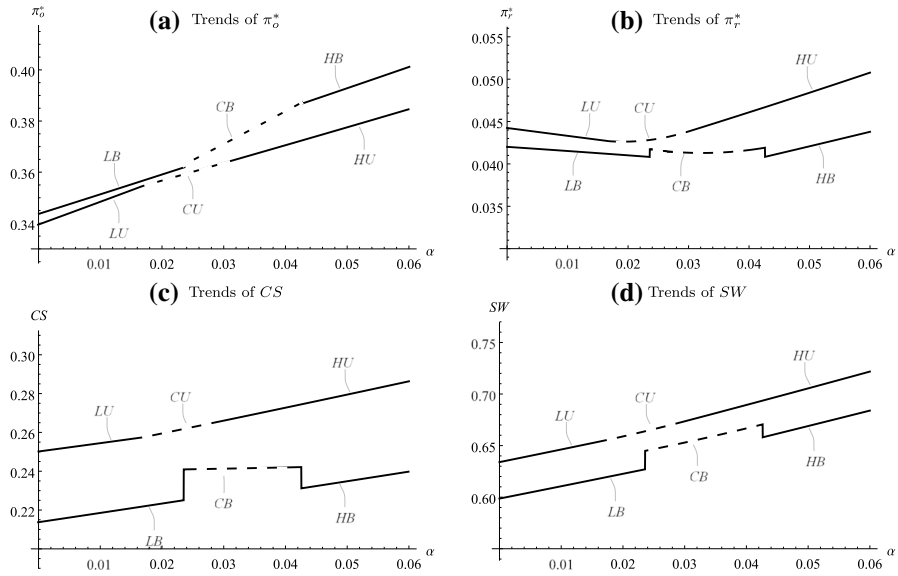 (a) Trends of π*o
π*o
0.40
0.38
0.36
0.34
HB
CB
LB
HU
CU
LU
0.01 0.02 0.03 0.04 0.05 0.06 α
(b) Trends of π*r
π*r
0.055
0.050
0.045
0.040
0.035
HU
LU
CU
LB
CB
HB
0.01 0.02 0.03 0.04 0.05 0.06 α
(c) Trends of CS
CS
0.30
0.28
0.26
0.24
0.22
HU
CU
LU
CB
HB
LB
0.00 0.01 0.02 0.03 0.04 0.05 0.06 α
(d) Trends of SW
SW
0.75
0.70
0.65
0.60
HU
CU
LU
CB
HB
LB
0.00 0.01 0.02 0.03 0.04 0.05 0.06 α